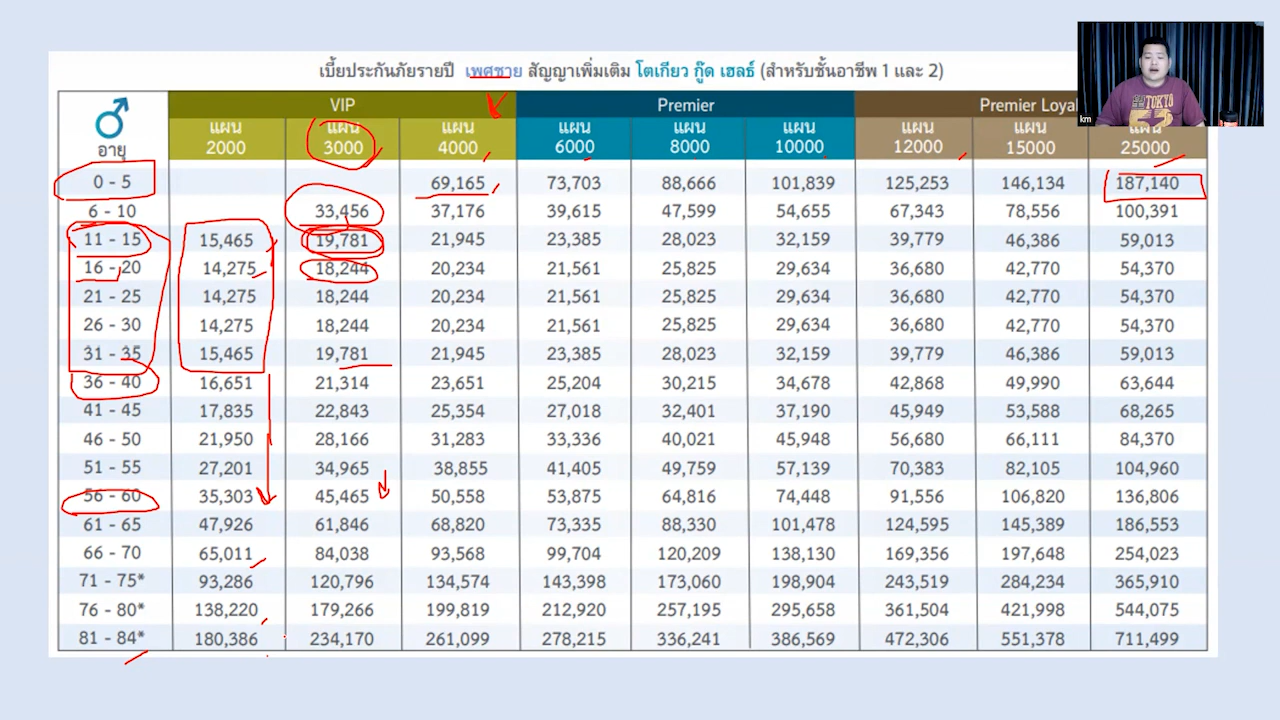 เบี้ยประกันภัยรายปี เพศชาย สัญญาเพิ่มเติม โตเกียว กู๊ด เฮลธ์ (สำหรับชั้นอาชีพ 1 และ 2)
อายุ VIP Premier Premier Loyal
แผน 2000 แผน 3000 แผน 4000 แผน 6000 แผน 8000 แผน 10000 แผน 12000 แผน 15000 แผน 25000
0 - 5 69,165 73,703 88,666 101,839 125,253 146,134 187,140
6 - 10 33,456 37,176 39,615 47,599 54,655 67,343 78,556 100,391
11 - 15 15,465 19,781 21,945 23,385 28,023 32,159 39,779 46,386 59,013
16 - 20 14,275 18,244 20,234 21,561 25,825 29,634 36,680 42,770 54,370
21 - 25 14,275 18,244 20,234 21,561 25,825 29,634 36,680 42,770 54,370
26 - 30 14,275 18,244 20,234 21,561 25,825 29,634 36,680 42,770 54,370
31 - 35 15,465 19,781 21,945 23,385 28,023 32,159 39,779 46,386 59,013
36 - 40 16,651 21,314 23,651 25,204 30,215 34,678 42,868 49,990 63,644
41 - 45 17,835 22,843 25,354 27,018 32,401 37,190 45,949 53,588 68,265
46 - 50 21,950 28,166 31,283 33,336 40,021 45,948 56,680 66,111 84,370
51 - 55 27,201 34,965 38,855 41,405 49,759 57,139 70,383 82,105 104,960
56 - 60 35,303 45,465 50,558 53,875 64,816 74,448 91,556 106,820 136,806
61 - 65 47,926 61,846 68,820 73,335 88,330 101,478 124,595 145,389 186,553
66 - 70 65,011 84,038 93,568 99,704 120,209 138,130 169,356 197,648 254,023
71 - 75* 93,286 120,796 134,574 143,398 173,060 198,904 243,519 284,234 365,910
76 - 80* 138,220 179,266 199,819 212,920 257,195 295,658 361,504 421,998 544,075
81 - 84* 180,386 234,170 261,099 278,215 336,241 386,569 472,306 551,378 711,499
TOKYO
km